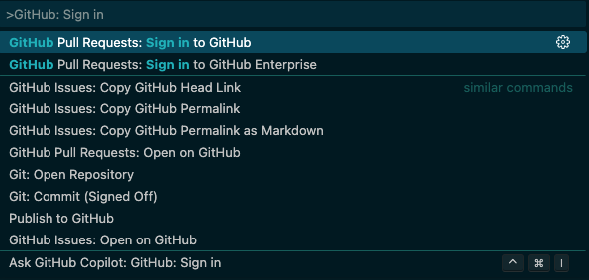 >GitHub: Sign in
GitHub Pull Requests: Sign in to GitHub
GitHub Pull Requests: Sign in to GitHub Enterprise
GitHub Issues: Copy GitHub Head Link similar commands
GitHub Issues: Copy GitHub Permalink
GitHub Issues: Copy GitHub Permalink as Markdown
GitHub Pull Requests: Open on GitHub
Git: Open Repository
Git: Commit (Signed Off)
Publish to GitHub
GitHub Issues: Open on GitHub
Ask GitHub Copilot: GitHub: Sign in ⌃ ⌘ I